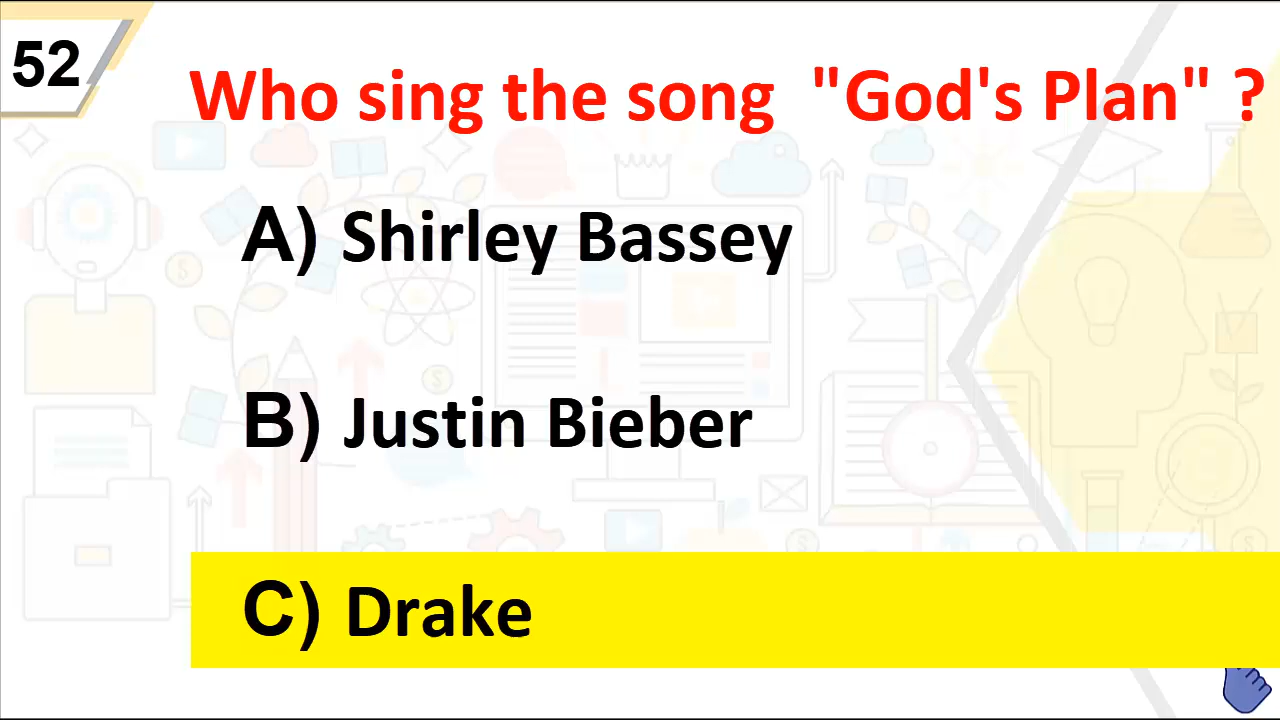 52
Who sing the song "God's Plan" ?
A) Shirley Bassey
B) Justin Bieber
C) Drake